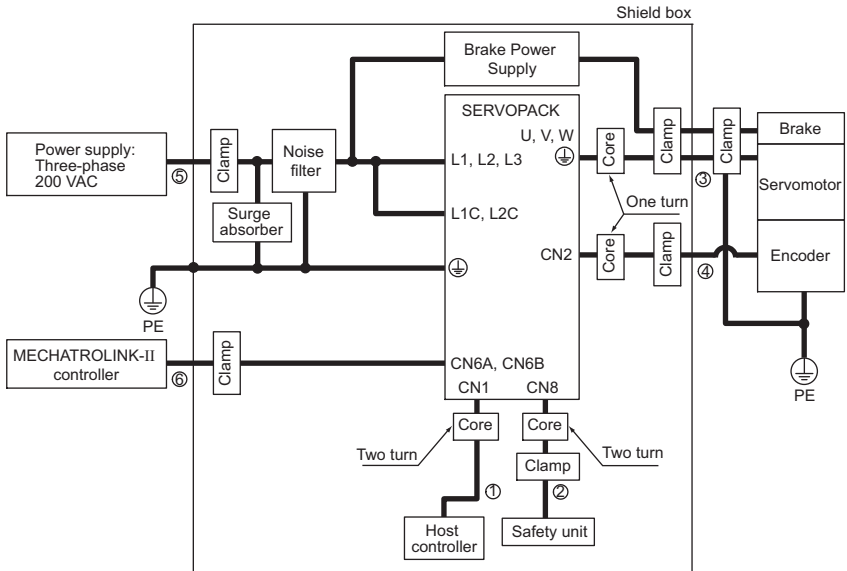 Shield box
Brake Power
Supply
SERVOPACK
U, V, W
Power supply:
Three-phase
200 VAC
⑤
Clamp
Noise
filter
L1, L2, L3
Core
Clamp
Clamp
③
Brake
Servomotor
Surge
absorber
L1C, L2C
One turn
CN2
Core
Clamp
④
Encoder
PE
MECHATROLINK-II
controller
⑥
Clamp
CN6A, CN6B
CN1
CN8
PE
Two turn
Core
Core
Two turn
Clamp
①
②
Host
controller
Safety unit